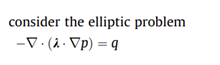 consider the elliptic problem
−∇ · (λ · ∇p) = q